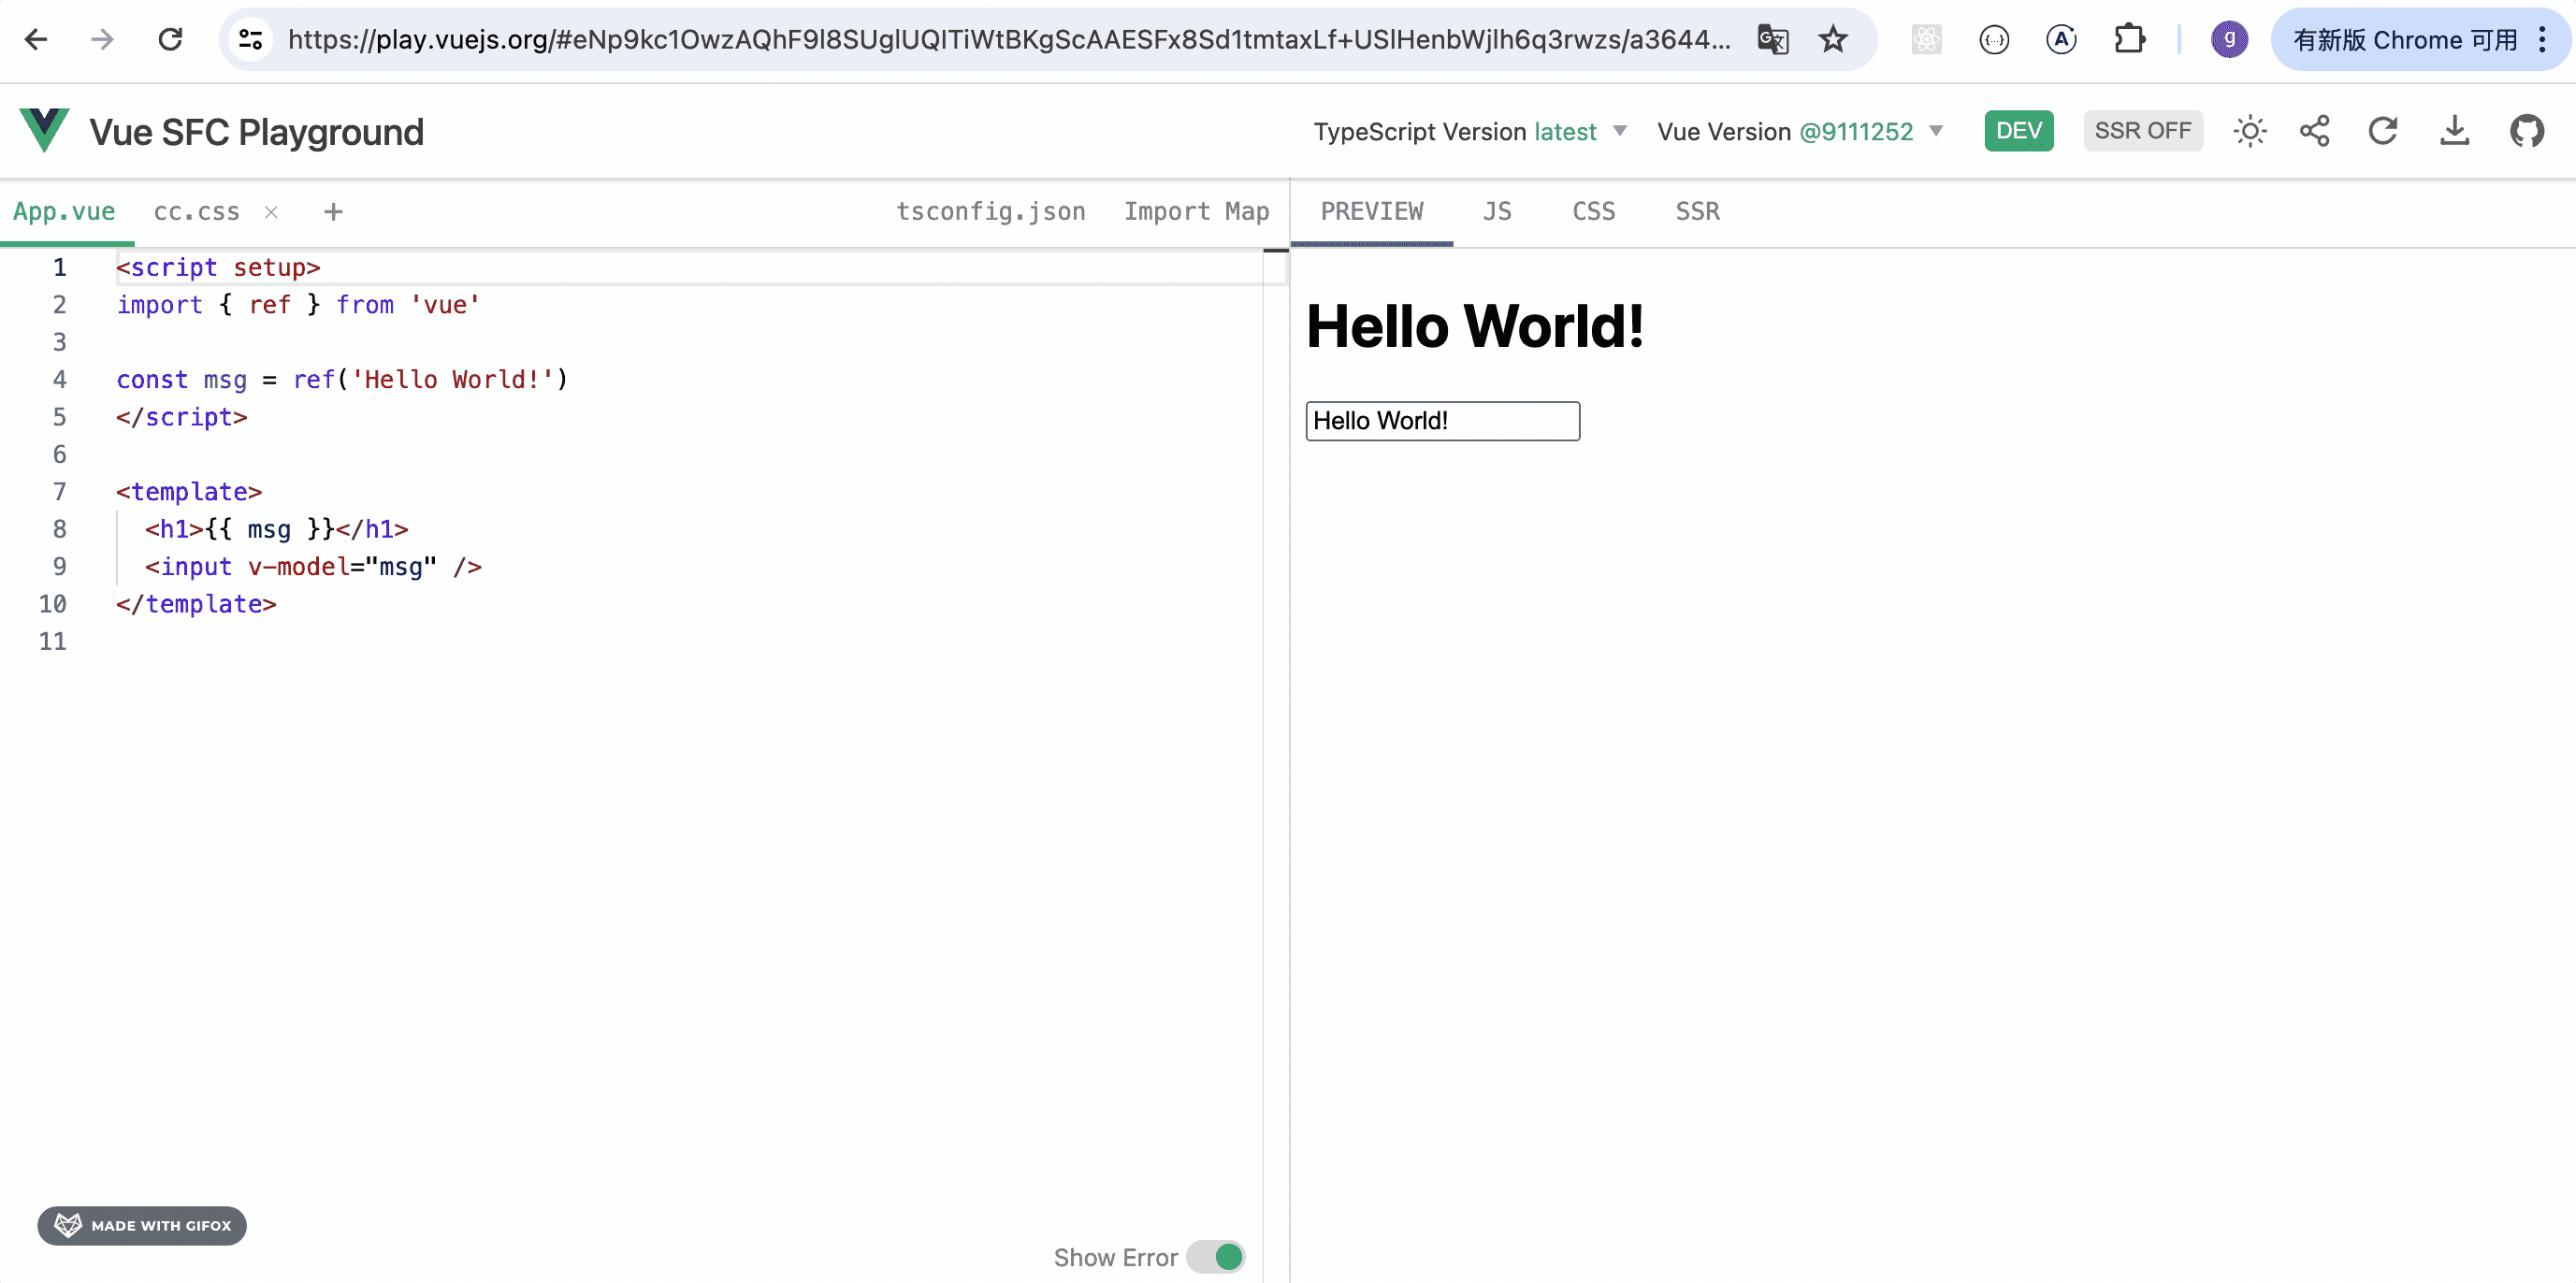 https://play.vuejs.org/#eNp9kc1OwzAQhF9l8SUglUQITiWtBKgScAAESFx8Sd1tmtaxLf+USlHenbWjlh6q3rwzs/a3644...
g
有新版 Chrome 可用
Vue SFC Playground
TypeScript Version latest
Vue Version @9111252
DEV
SSR OFF
App.vue
cc.css
tsconfig.json
Import Map
PREVIEW
JS
CSS
SSR
1 <script setup>
2 import { ref } from 'vue'
3
4 const msg = ref('Hello World!')
5 </script>
6
7 <template>
8 <h1>{{ msg }}</h1>
9 <input v-model="msg" />
10 </template>
11
Hello World!
Hello World!
MADE WITH GIFOX
Show Error